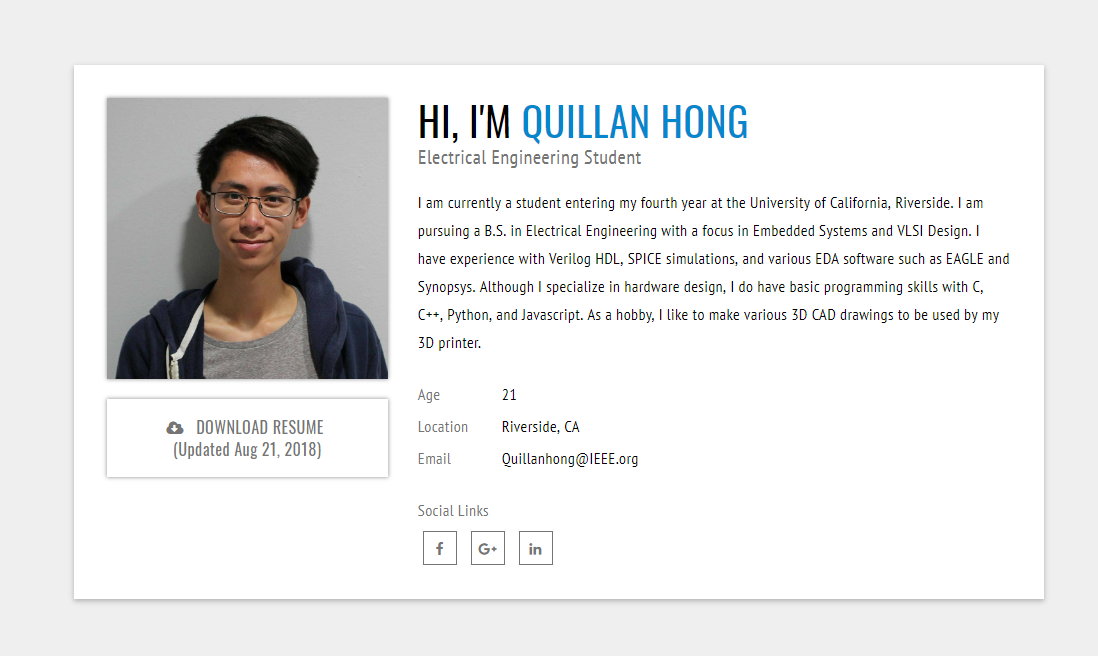 HI, I'M QUILLAN HONG
Electrical Engineering Student
I am currently a student entering my fourth year at the University of California, Riverside. I am
pursuing a B.S. in Electrical Engineering with a focus in Embedded Systems and VLSI Design. I
have experience with Verilog HDL, SPICE simulations, and various EDA software such as EAGLE and
Synopsys. Although I specialize in hardware design, I do have basic programming skills with C,
C++, Python, and Javascript. As a hobby, I like to make various 3D CAD drawings to be used by my
3D printer.
Age 21
Location Riverside, CA
Email Quillanhong@IEEE.org
Social Links
f G+ in
DOWNLOAD RESUME
(Updated Aug 21, 2018)